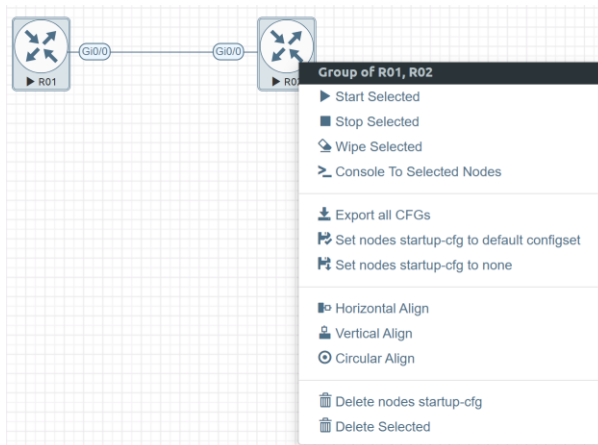 Gi0/0
Gi0/0
R01
Group of R01, R02
Start Selected
Stop Selected
Wipe Selected
Console To Selected Nodes
Export all CFGs
Set nodes startup-cfg to default configset
Set nodes startup-cfg to none
Horizontal Align
Vertical Align
Circular Align
Delete nodes startup-cfg
Delete Selected